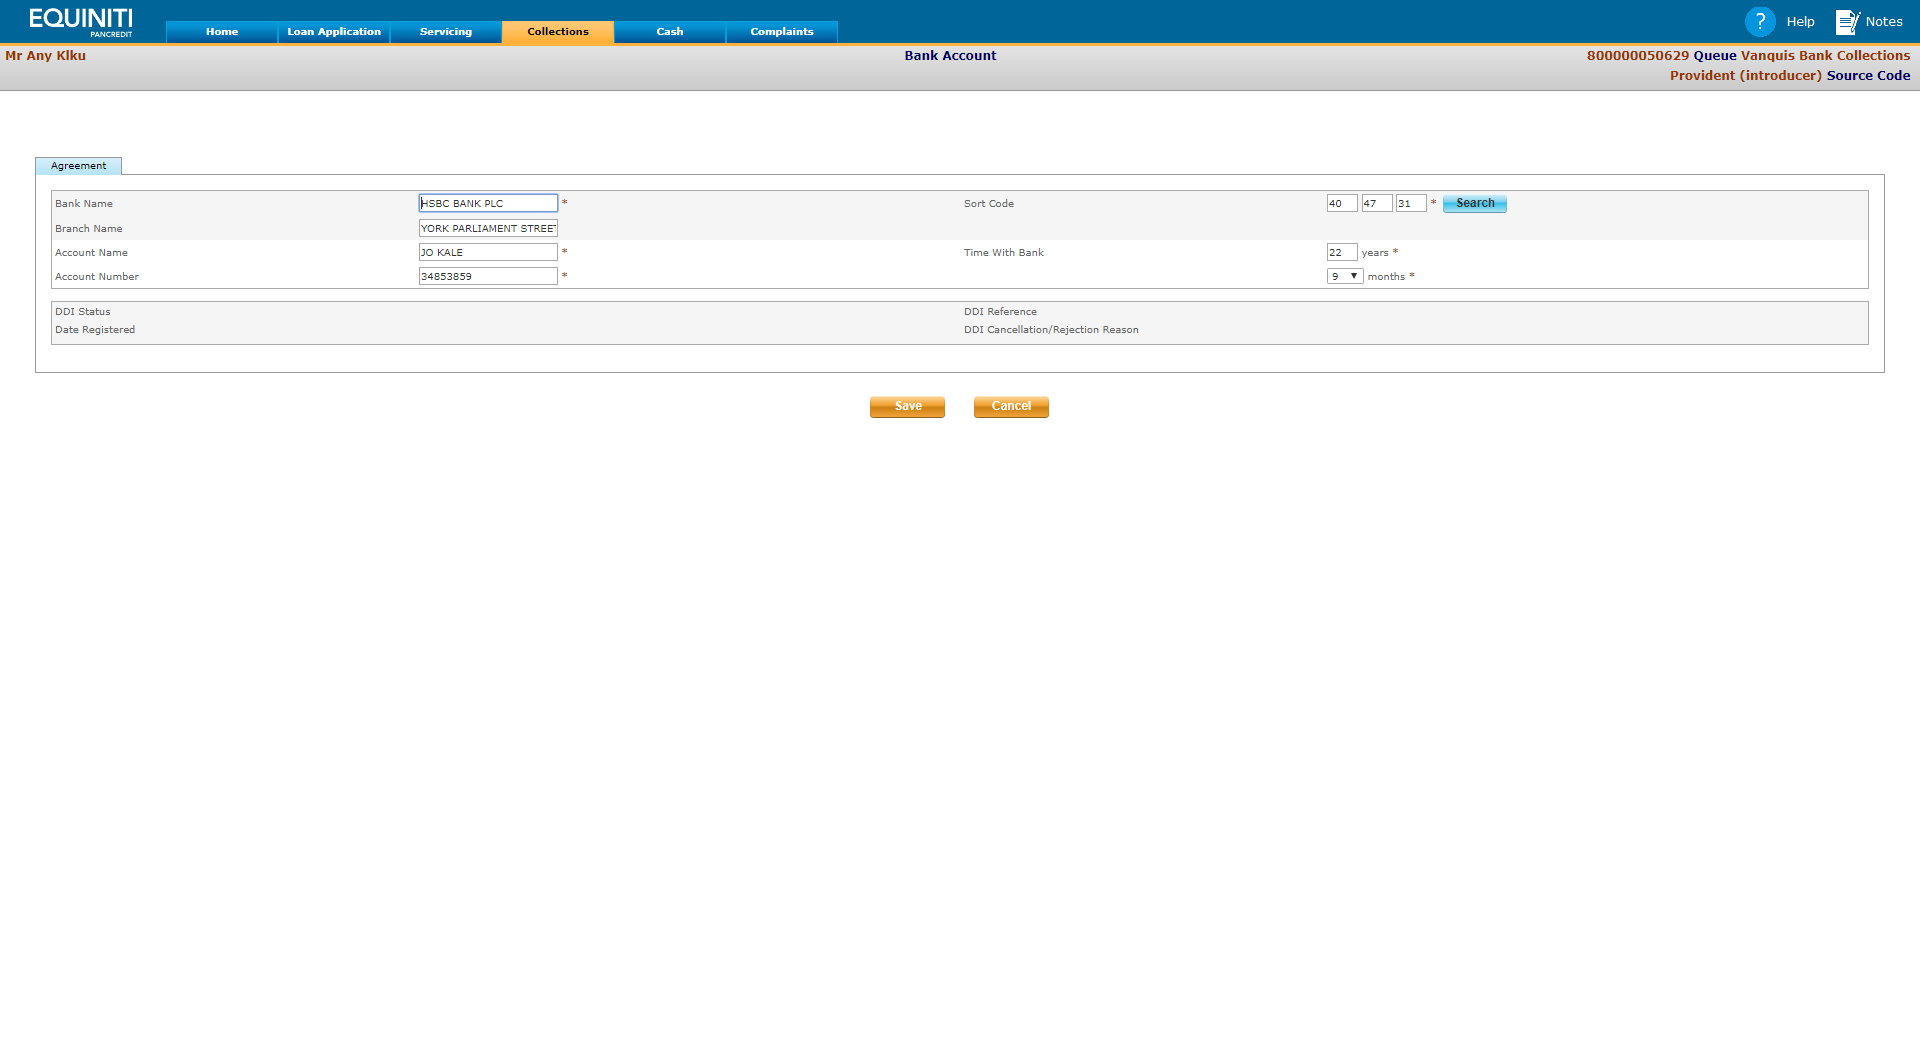 EQUINITI
PANCREDIT
Home Loan Application Servicing Collections Cash Complaints
? Help Notes
Mr Any Klku Bank Account 800000050629 Queue Vanquis Bank Collections
Provident (introducer) Source Code
Agreement
Bank Name HSBC BANK PLC * Sort Code 40 47 31 * Search
Branch Name YORK PARLIAMENT STREET
Account Name JO KALE * Time With Bank 22 years *
Account Number 34853859 * 9 months *
DDI Status DDI Reference
Date Registered DDI Cancellation/Rejection Reason
Save Cancel